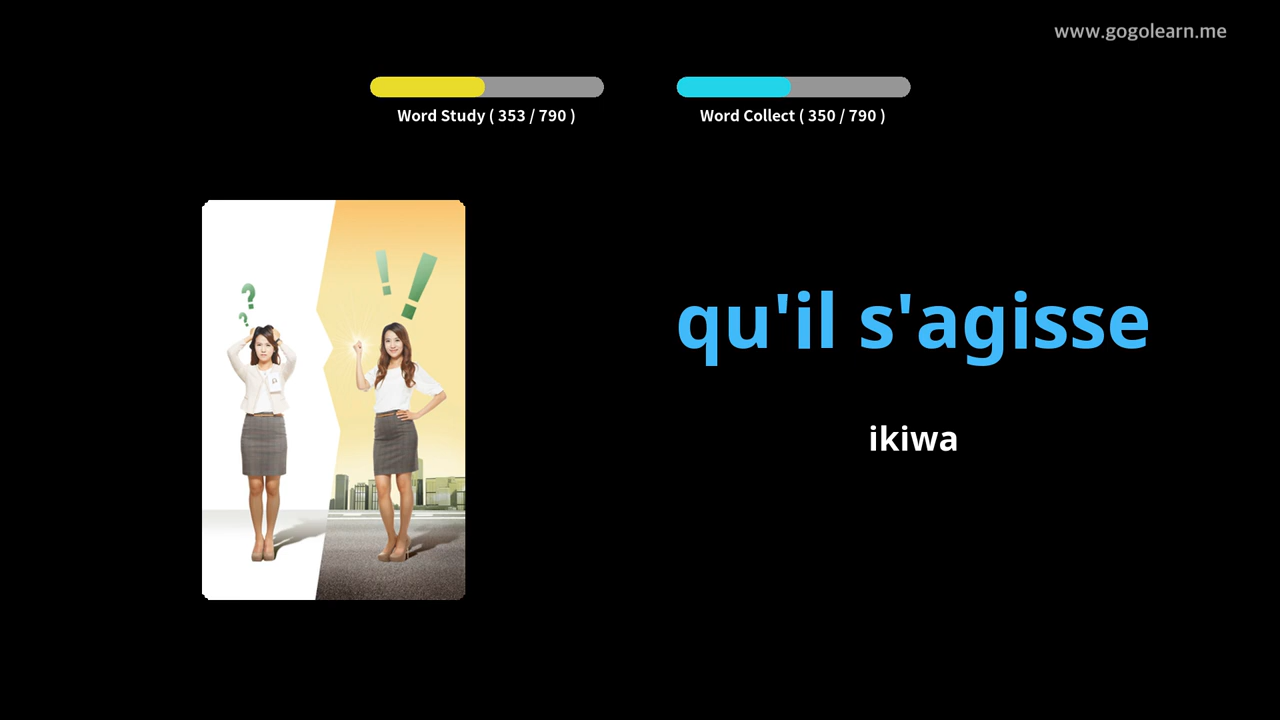 www.gogolearn.me
Word Study ( 353 / 790 )
Word Collect ( 350 / 790 )
? ?
! !
qu'il s'agisse
ikiwa